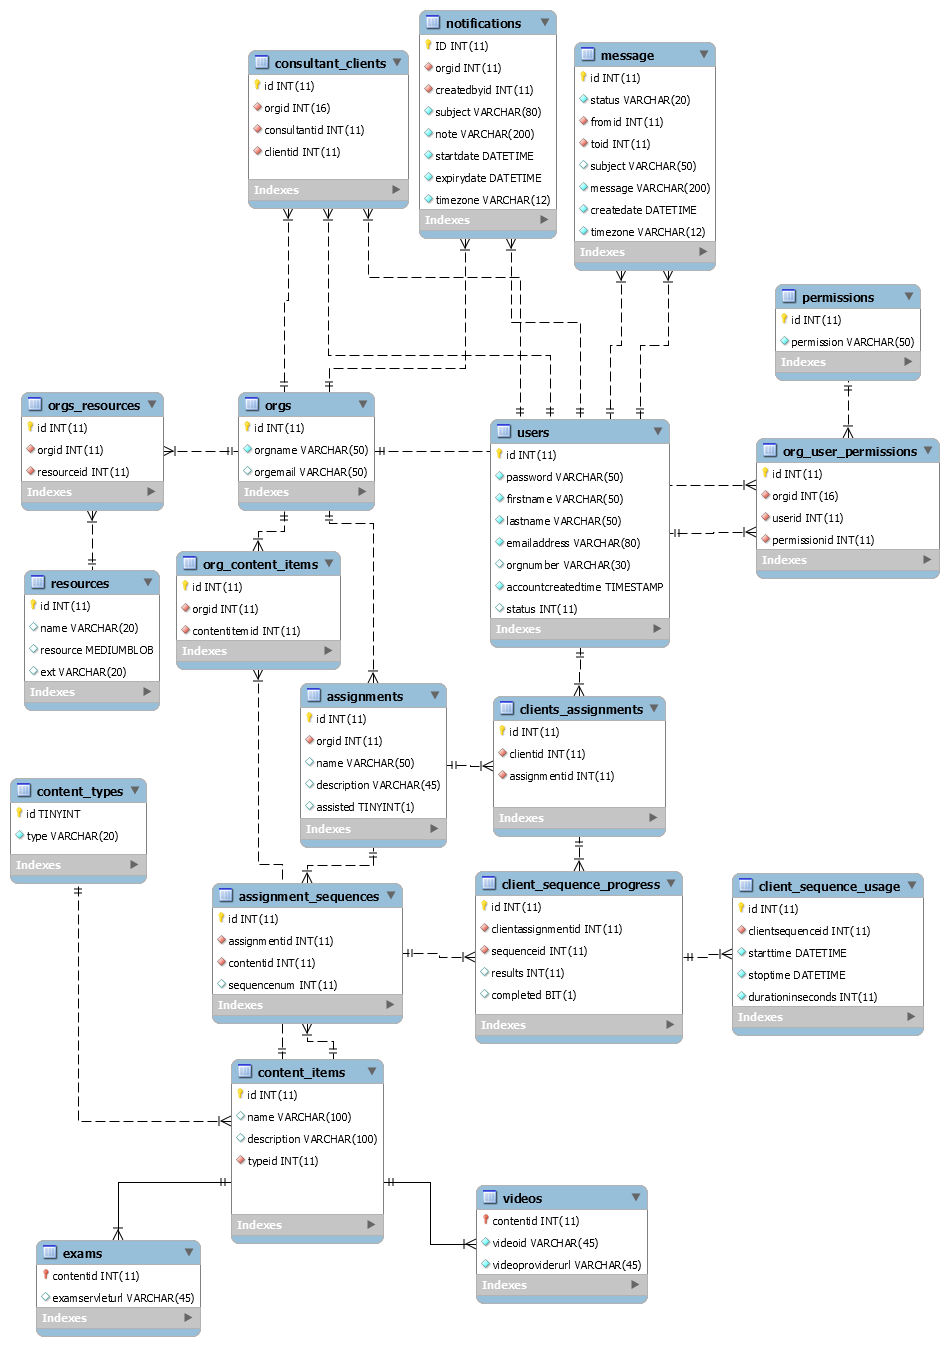 notifications
ID INT(11)
orgid INT(11)
createdbyid INT(11)
subject VARCHAR(80)
note VARCHAR(200)
startdate DATETIME
expirydate DATETIME
timezone VARCHAR(12)
Indexes
consultant_clients
id INT(11)
orgid INT(16)
consultantid INT(11)
clientid INT(11)
Indexes
message
id INT(11)
status VARCHAR(20)
fromid INT(11)
toid INT(11)
subject VARCHAR(50)
message VARCHAR(200)
createdate DATETIME
timezone VARCHAR(12)
Indexes
permissions
id INT(11)
permission VARCHAR(50)
Indexes
orgs_resources
id INT(11)
orgid INT(11)
resourceid INT(11)
Indexes
orgs
id INT(11)
orgname VARCHAR(50)
orgemail VARCHAR(50)
Indexes
users
id INT(11)
password VARCHAR(50)
firstname VARCHAR(50)
lastname VARCHAR(50)
emailaddress VARCHAR(80)
orgnumber VARCHAR(30)
accountcreatedtime TIMESTAMP
status INT(11)
Indexes
org_user_permissions
id INT(11)
orgid INT(16)
userid INT(11)
permissionid INT(11)
Indexes
resources
id INT(11)
name VARCHAR(20)
resource MEDIUMBLOB
ext VARCHAR(20)
Indexes
org_content_items
id INT(11)
orgid INT(11)
contentitemid INT(11)
Indexes
assignments
id INT(11)
orgid INT(11)
name VARCHAR(50)
description VARCHAR(45)
assisted TINYINT(1)
Indexes
clients_assignments
id INT(11)
clientid INT(11)
assignmentid INT(11)
Indexes
content_types
id TINYINT
type VARCHAR(20)
Indexes
assignment_sequences
id INT(11)
assignmentid INT(11)
contentid INT(11)
sequencenum INT(11)
Indexes
client_sequence_progress
id INT(11)
clientassignmentid INT(11)
sequenceid INT(11)
results INT(11)
completed BIT(1)
Indexes
client_sequence_usage
id INT(11)
clientsequenceid INT(11)
starttime DATETIME
stoptime DATETIME
durationinseconds INT(11)
Indexes
content_items
id INT(11)
name VARCHAR(100)
description VARCHAR(100)
typeid INT(11)
Indexes
videos
contentid INT(11)
videoid VARCHAR(45)
videoproviderurl VARCHAR(45)
Indexes
exams
contentid INT(11)
examservleturl VARCHAR(45)
Indexes